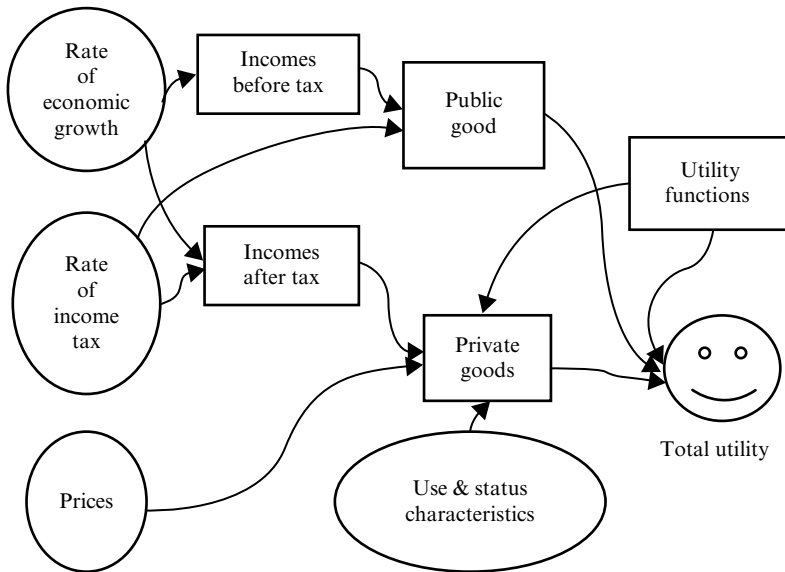 Rate
of
economic
growth
Incomes
before tax
Public
good
Utility
functions
Rate
of
income
tax
Incomes
after tax
Private
goods
Total utility
Prices
Use & status
characteristics